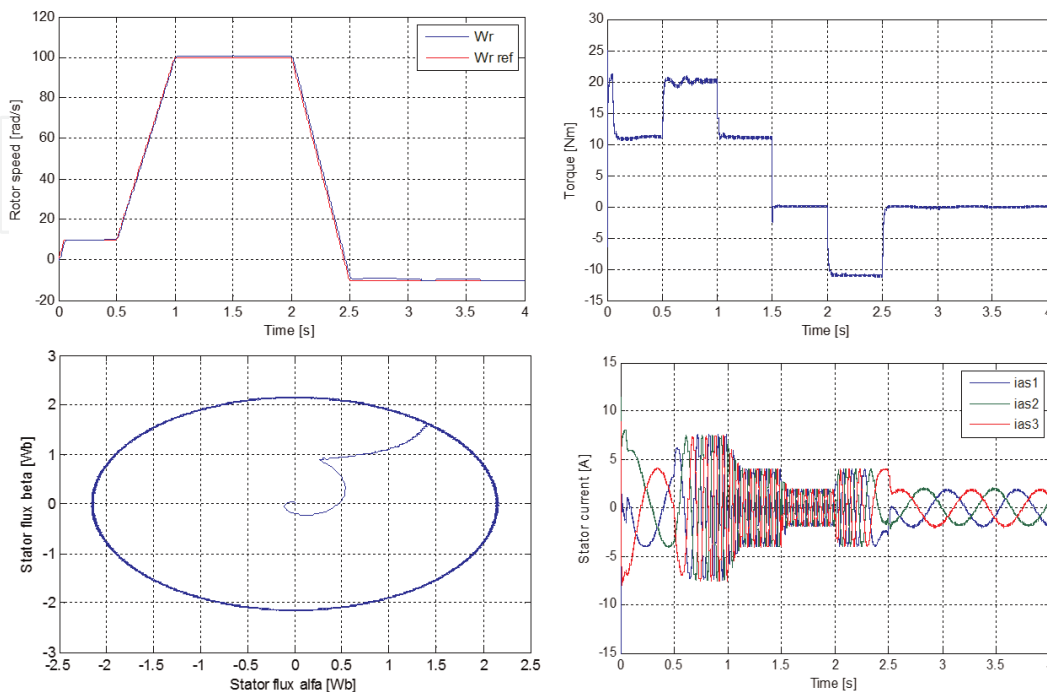 120
100
80
60
40
20
0
-20
Rotor speed [rad/s]
Wr
Wr ref
0 0.5 1 1.5 2 2.5 3 3.5 4
Time [s]
30
25
20
15
10
5
0
-5
-10
-15
Torque [Nm]
0 0.5 1 1.5 2 2.5 3 3.5 4
Time [s]
3
2
1
0
-1
-2
-3
Stator flux beta [Wb]
-2.5 -2 -1.5 -1 -0.5 0 0.5 1 1.5 2 2.5
Stator flux alfa [Wb]
15
10
5
0
-5
-10
-15
Stator current [A]
ias1
ias2
ias3
0 0.5 1 1.5 2 2.5 3 3.5 4
Time [s]